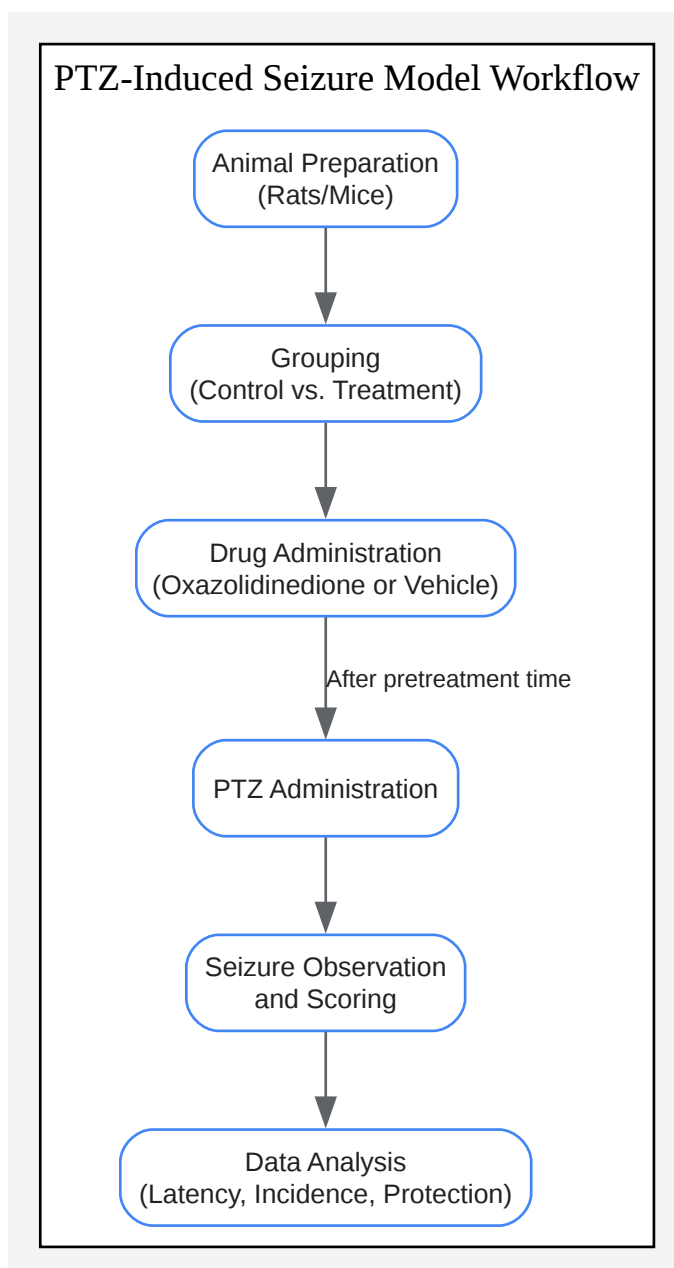 PTZ-Induced Seizure Model Workflow
Animal Preparation
(Rats/Mice)
Grouping
(Control vs. Treatment)
Drug Administration
(Oxazolidinedione or Vehicle)
After pretreatment time
PTZ Administration
Seizure Observation
and Scoring
Data Analysis
(Latency, Incidence, Protection)